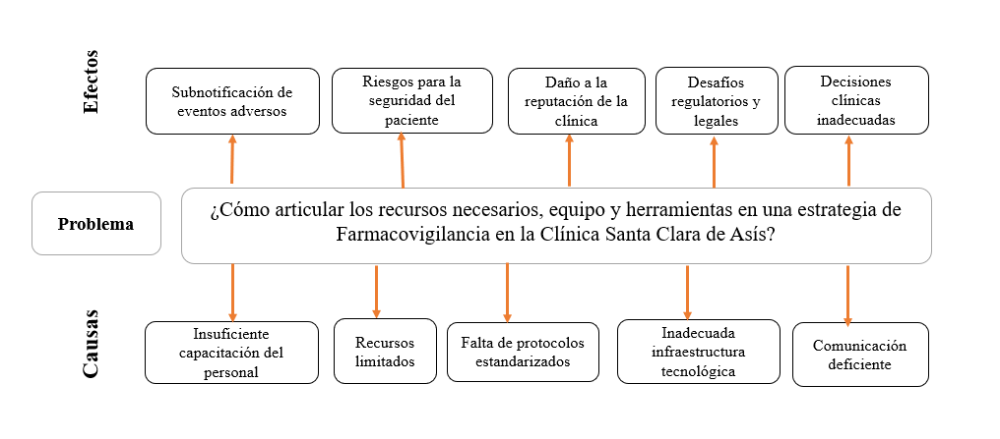 Efectos
Subnotificación de
eventos adversos
Riesgos para la
seguridad del
paciente
Daño a la
reputación de la
clínica
Desafíos
regulatorios y
legales
Decisiones
clínicas
inadecuadas
Problema
¿Cómo articular los recursos necesarios, equipo y herramientas en una estrategia de
Farmacovigilancia en la Clínica Santa Clara de Asís?
Causas
Insuficiente
capacitación del
personal
Recursos
limitados
Falta de protocolos
estandarizados
Inadecuada
infraestructura
tecnológica
Comunicación
deficiente